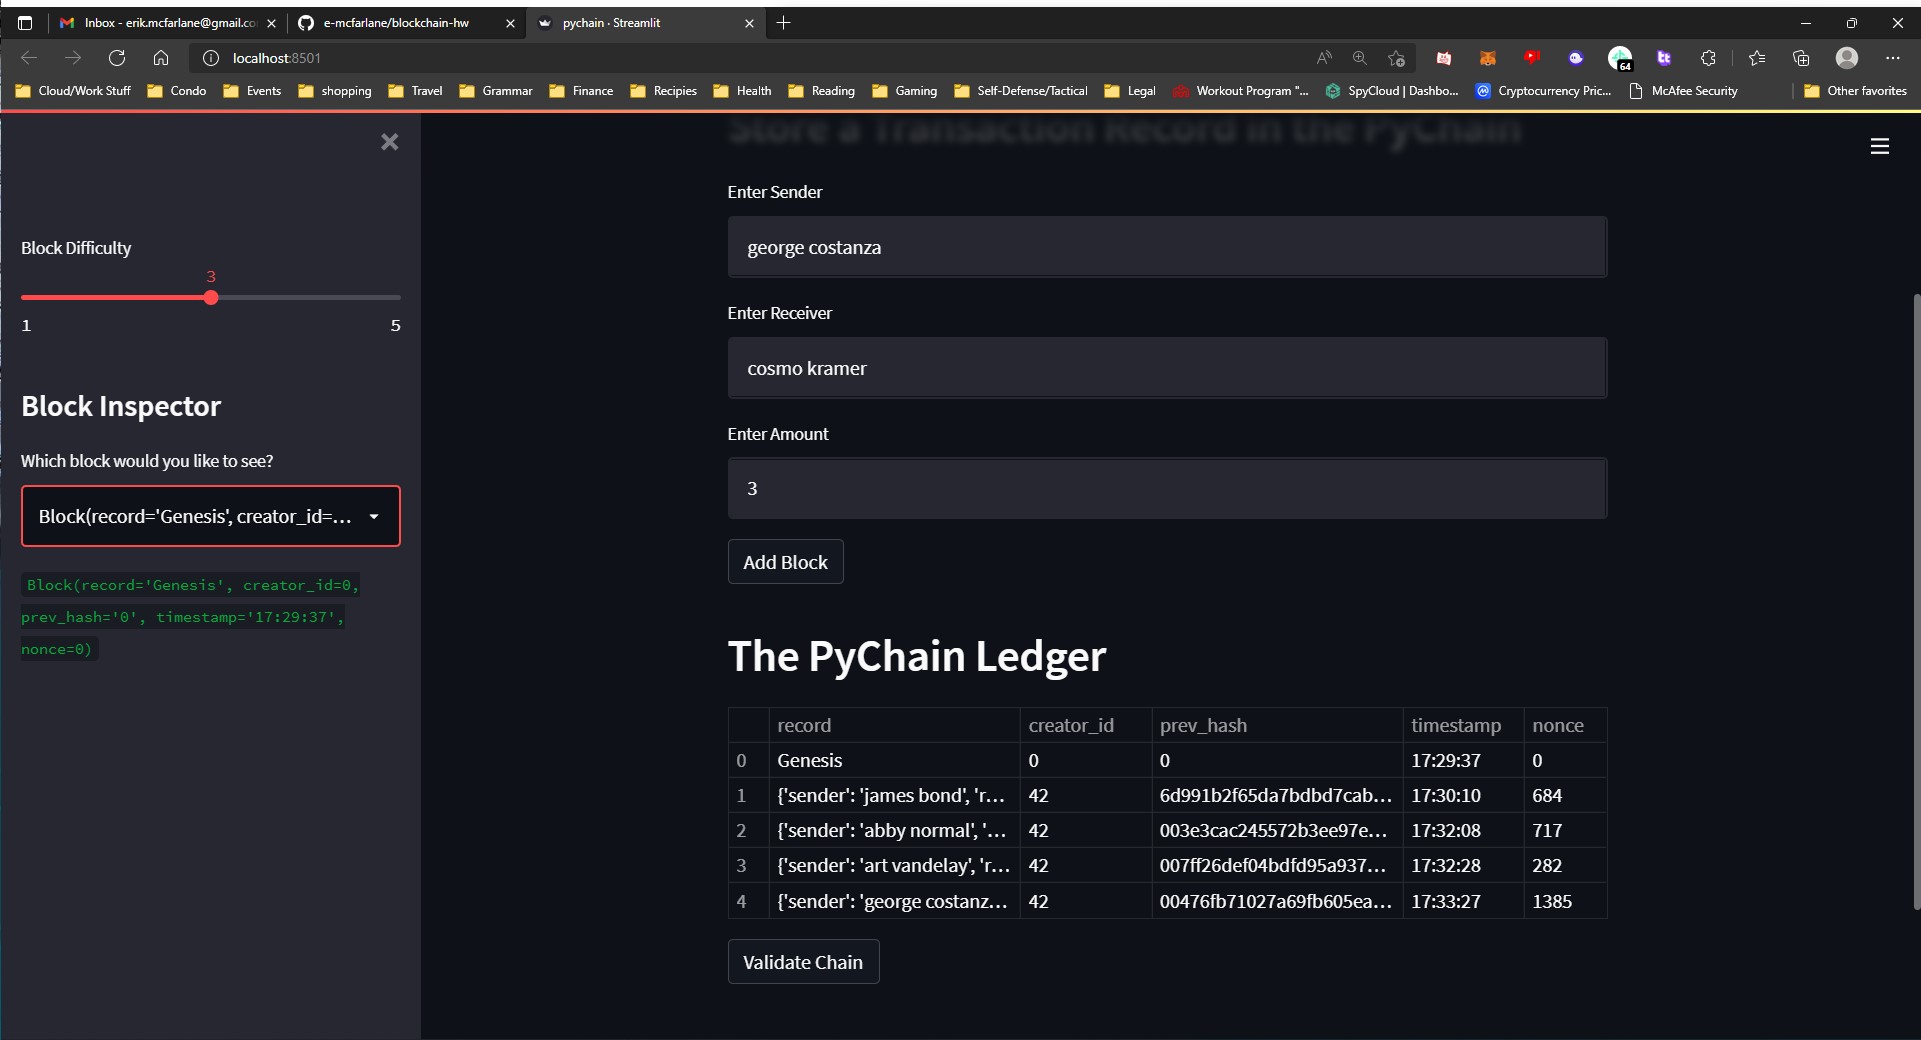 Inbox - erik.mcfarlane@gmail.co
e-mcfarlane/blockchain-hw
pychain · Streamlit
localhost:8501
64
Cloud/Work Stuff
Condo
Events
shopping
Travel
Grammar
Finance
Recipies
Health
Reading
Gaming
Self-Defense/Tactical
Legal
Workout Program "...
SpyCloud | Dashbo...
Cryptocurrency Pric...
McAfee Security
Other favorites
Block Difficulty
3
1 5
Block Inspector
Which block would you like to see?
Block(record='Genesis', creator_id=...
Block(record='Genesis', creator_id=0,
prev_hash='0', timestamp='17:29:37',
nonce=0)
Store a Transaction Record in the PyChain
Enter Sender
george costanza
Enter Receiver
cosmo kramer
Enter Amount
3
Add Block
The PyChain Ledger
record creator_id prev_hash timestamp nonce
0 Genesis 0 0 17:29:37 0
1 {'sender': 'james bond', 'r... 42 6d991b2f65da7bdbd7cab... 17:30:10 684
2 {'sender': 'abby normal', '... 42 003e3cac245572b3ee97e... 17:32:08 717
3 {'sender': 'art vandelay', 'r... 42 007ff26def04bdfd95a937... 17:32:28 282
4 {'sender': 'george costanz... 42 00476fb71027a69fb605ea... 17:33:27 1385
Validate Chain